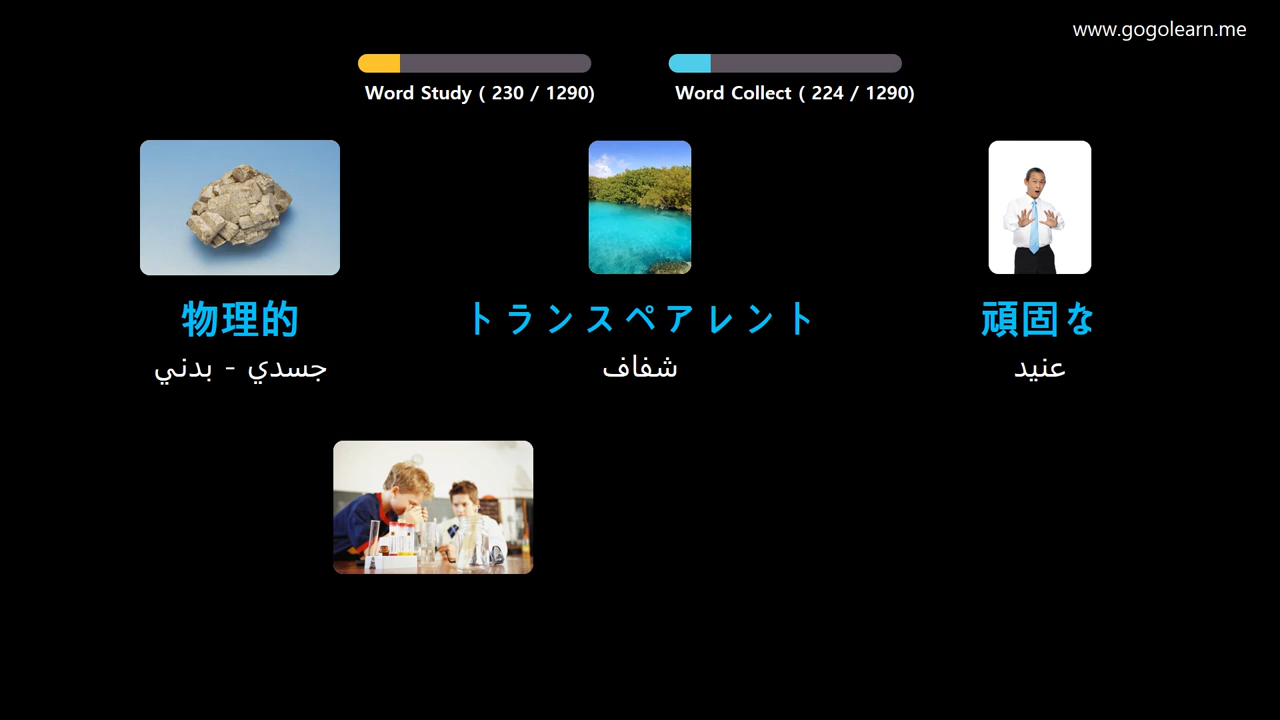 www.gogolearn.me
Word Study ( 230 / 1290)
Word Collect ( 224 / 1290)
物理的
トランスペアレント
頑固な
جسدي - بدني
شفاف
عنيد